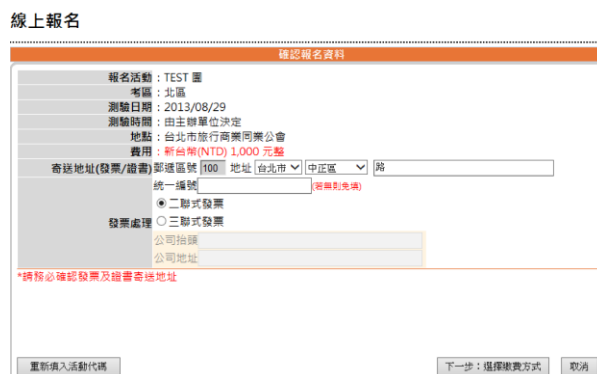 線上報名
確認報名資料
報名活動：TEST 團
考區：北區
測驗日期：2013/08/29
測驗時間：由主辦單位決定
地點：台北市旅行商業同業公會
費用：新台幣(NTD) 1,000 元整
寄送地址(發票/證書) 郵遞區號 100 地址 台北市 中正區 路
統一編號 (若無則免填)
二聯式發票
發票處理 三聯式發票
公司抬頭
公司地址
*請務必確認發票及證書寄送地址
重新填入活動代碼 下一步：選擇繳費方式 取消